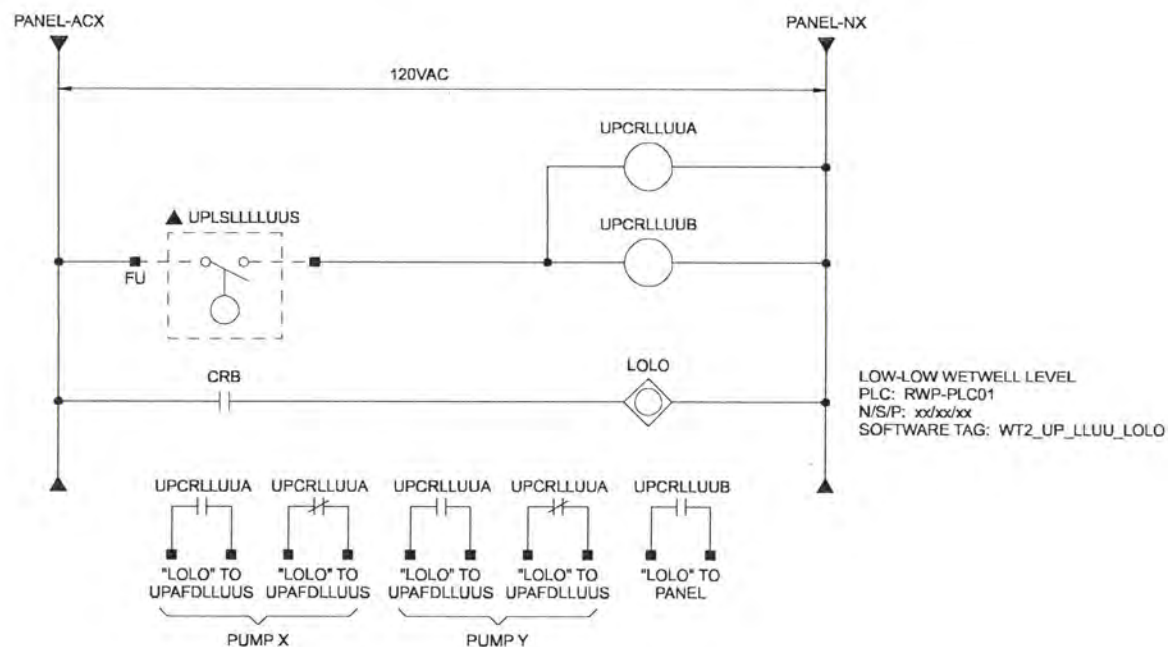 PANEL-ACX
PANEL-NX
120VAC
UPCRLLUUA
UPLSLLLLUUS
UPCRLLUUB
FU
CRB
LOLO
LOW-LOW WETWELL LEVEL
PLC: RWP-PLC01
N/S/P: xx/xx/xx
SOFTWARE TAG: WT2_UP_LLUU_LOLO
UPCRLLUUA UPCRLLUUA UPCRLLUUA UPCRLLUUA UPCRLLUUB
"LOLO" TO "LOLO" TO "LOLO" TO "LOLO" TO "LOLO" TO
UPAFDLLUUS UPAFDLLUUS UPAFDLLUUS UPAFDLLUUS PANEL
PUMP X PUMP Y